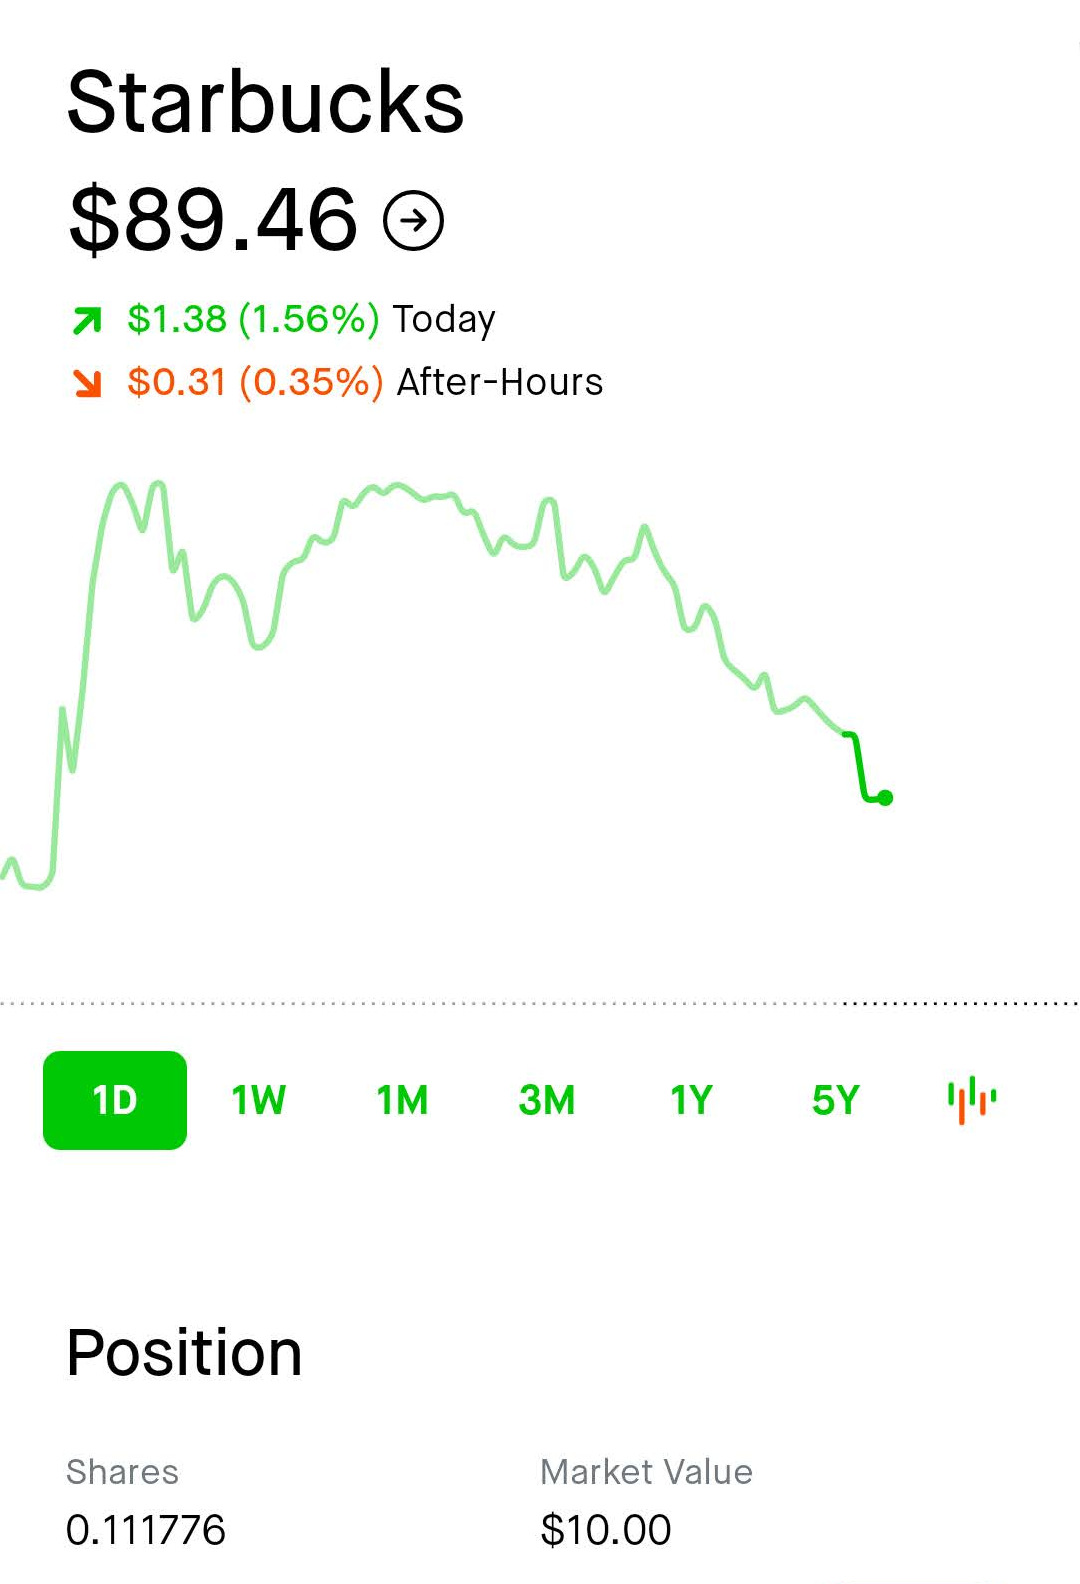 Starbucks
$89.46
$1.38 (1.56%) Today
$0.31 (0.35%) After-Hours
1D 1W 1M 3M 1Y 5Y
Position
Shares Market Value
0.111776 $10.00